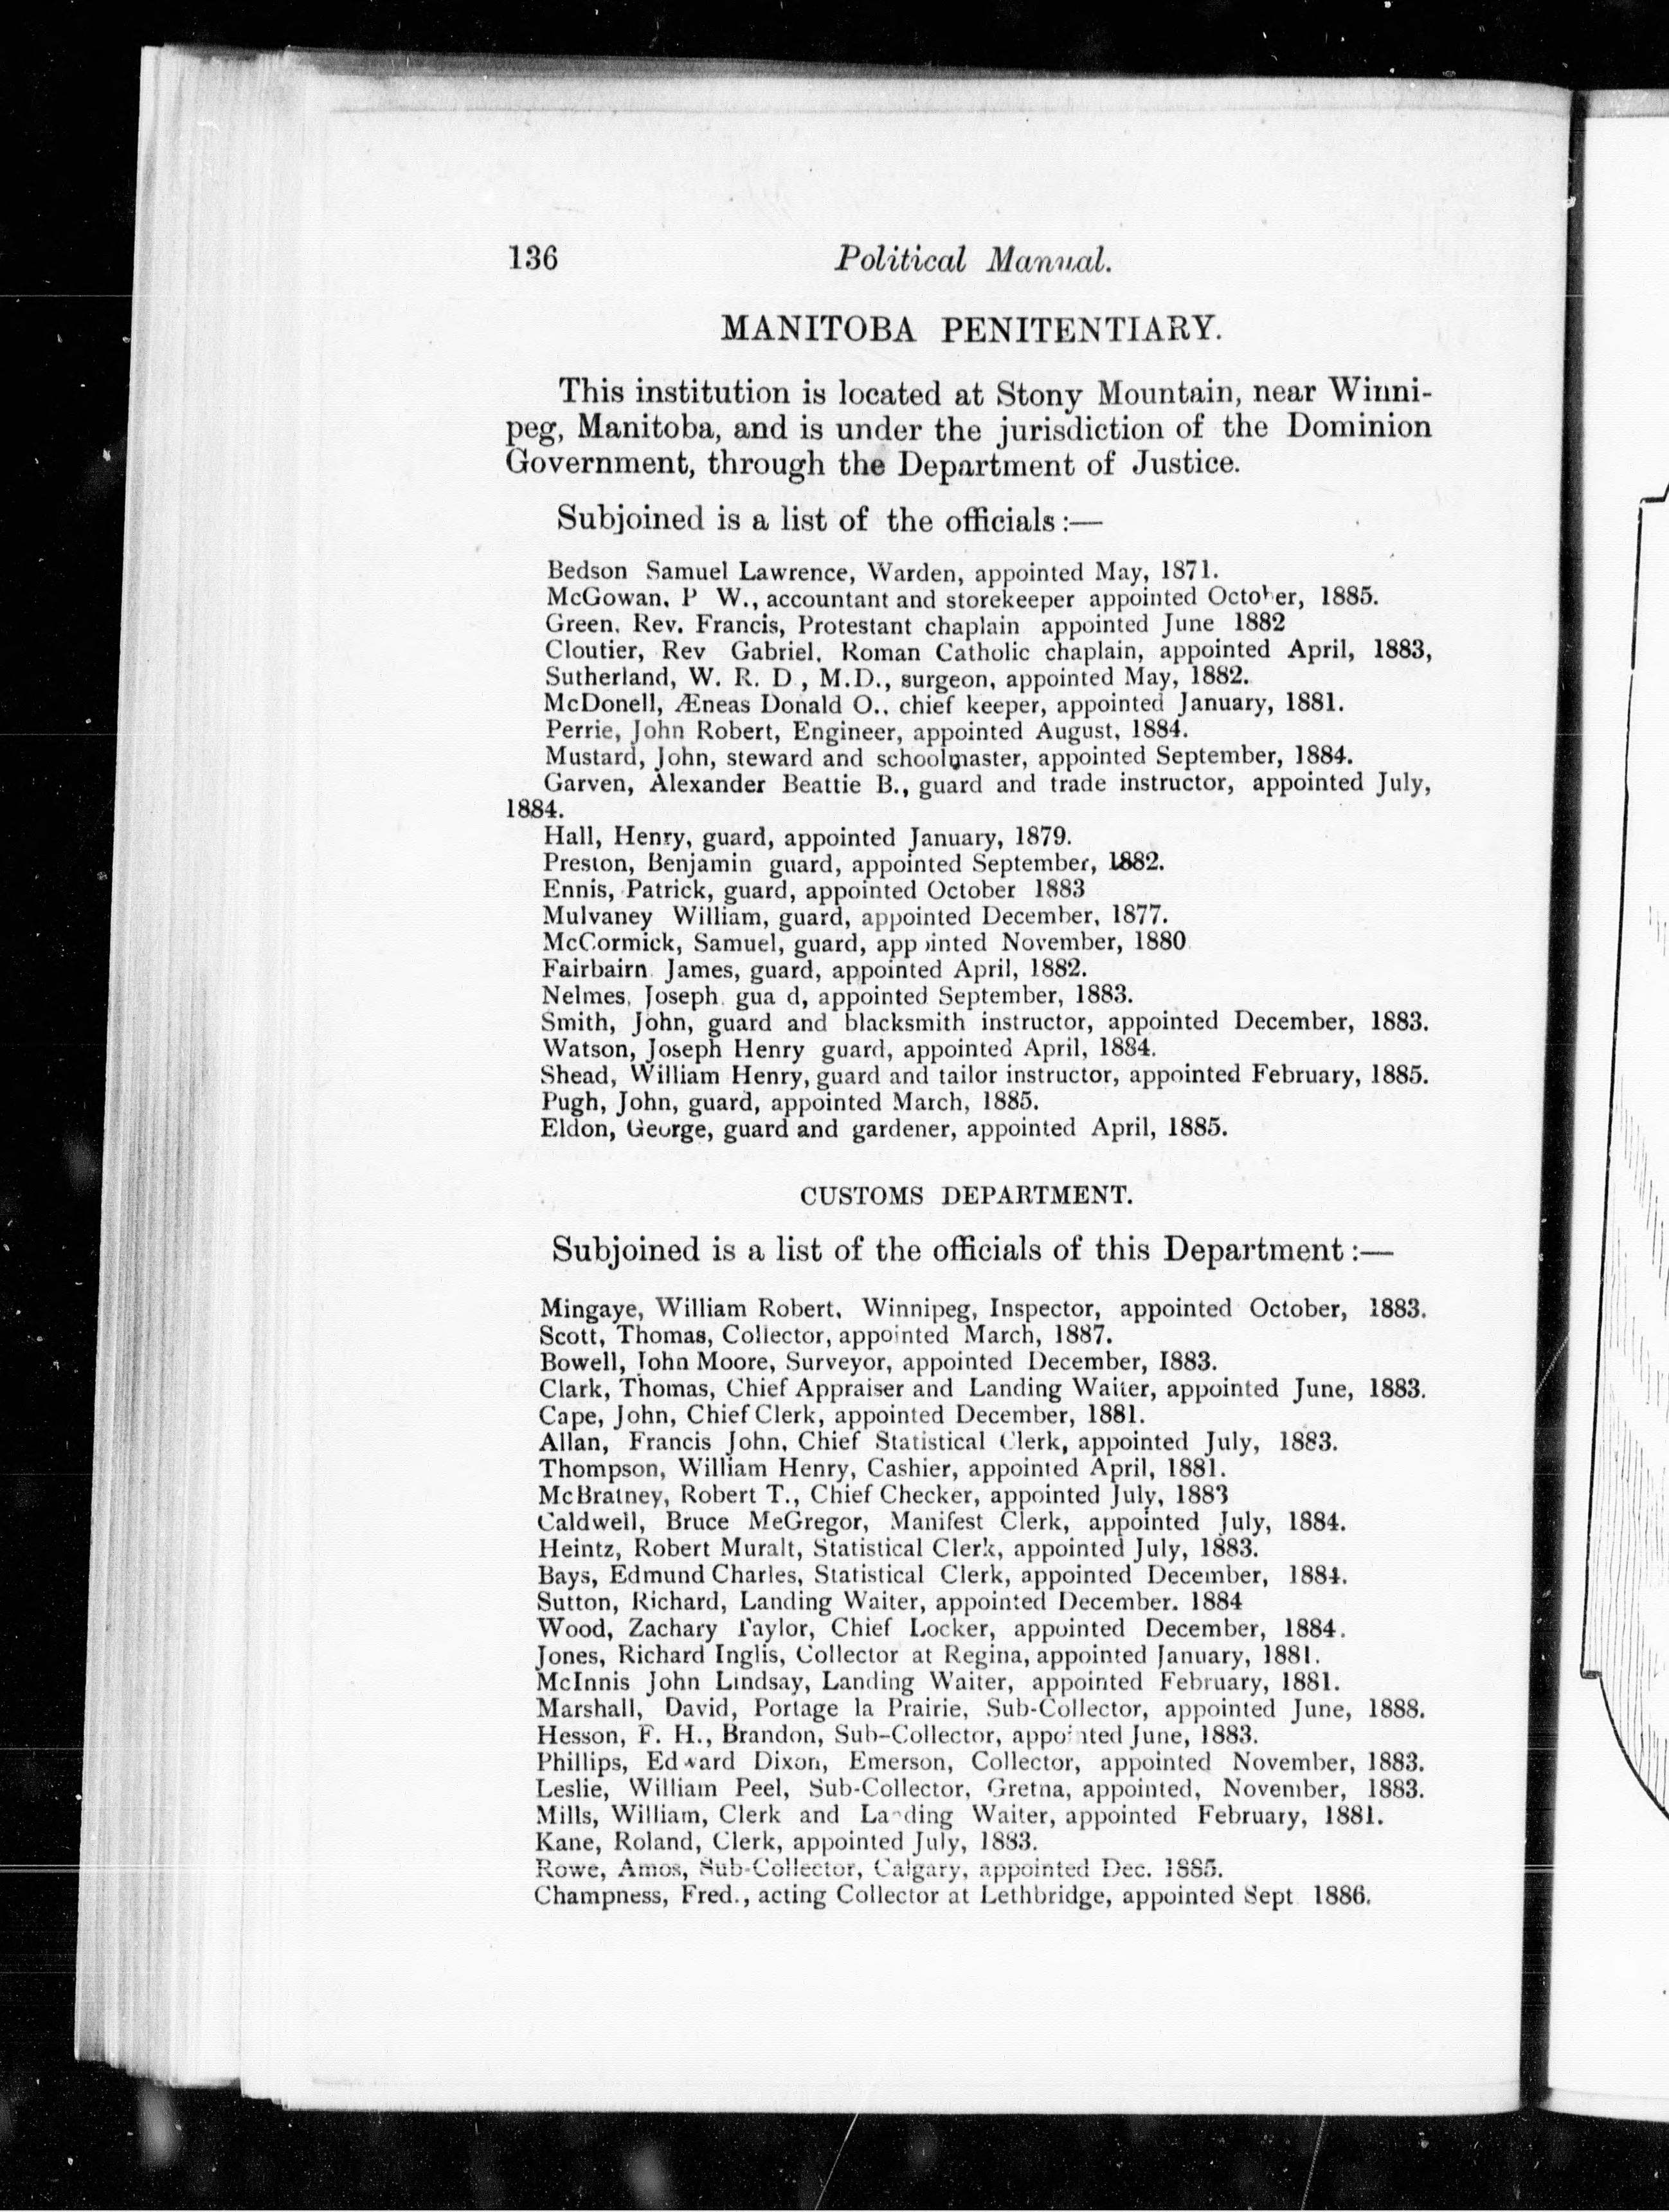 136 Political Manual.
MANITOBA PENITENTIARY.
This institution is located at Stony Mountain, near Winni-
peg, Manitoba, and is under the jurisdiction of the Dominion
Government, through the Department of Justice.
Subjoined is a list of the officials :—
Bedson Samuel Lawrence, Warden, appointed May, 1871.
McGowan. P W., accountant and storekeeper appointed October, 1885.
Green. Rev. Francis, Protestant chaplain appointed June 1882
Cloutier, Rev Gabriel, Roman Catholic chaplain, appointed April, 1883,
Sutherland, W. R. D , M.D., surgeon, appointed May, 1882.
McDonell, Æneas Donald O.. chief keeper, appointed January, 1881.
Perrie, John Robert, Engineer, appointed August, 1884.
Mustard, John, steward and schoolmaster, appointed September, 1884.
Garven, Alexander Beattie B., guard and trade instructor, appointed July,
1884.
Hall, Henry, guard, appointed January, 1879.
Preston, Benjamin guard, appointed September, 1882.
Ennis, Patrick, guard, appointed October 1883
Mulvaney William, guard, appointed December, 1877.
McCormick, Samuel, guard, appointed November, 1880.
Fairbairn. James, guard, appointed April, 1882.
Nelmes, Joseph. gua d, appointed September, 1883.
Smith, John, guard and blacksmith instructor, appointed December, 1883.
Watson, Joseph Henry guard, appointed April, 1884.
Shead, William Henry, guard and tailor instructor, appointed February, 1885.
Pugh, John, guard, appointed March, 1885.
Eldon, George, guard and gardener, appointed April, 1885.
CUSTOMS DEPARTMENT.
Subjoined is a list of the officials of this Department :—
Mingaye, William Robert, Winnipeg, Inspector, appointed October, 1883.
Scott, Thomas, Collector, appointed March, 1887.
Bowell, John Moore, Surveyor, appointed December, 1883.
Clark, Thomas, Chief Appraiser and Landing Waiter, appointed June, 1883.
Cape, John, Chief Clerk, appointed December, 1881.
Allan, Francis John, Chief Statistical Clerk, appointed July, 1883.
Thompson, William Henry, Cashier, appointed April, 1881.
McBratney, Robert T., Chief Checker, appointed July, 1883
Caldwell, Bruce MeGregor, Manifest Clerk, appointed July, 1884.
Heintz, Robert Muralt, Statistical Clerk, appointed July, 1883.
Bays, Edmund Charles, Statistical Clerk, appointed December, 1884.
Sutton, Richard, Landing Waiter, appointed December. 1884
Wood, Zachary Taylor, Chief Locker, appointed December, 1884.
Jones, Richard Inglis, Collector at Regina, appointed January, 1881.
McInnis John Lindsay, Landing Waiter, appointed February, 1881.
Marshall, David, Portage la Prairie, Sub-Collector, appointed June, 1888.
Hesson, F. H., Brandon, Sub-Collector, appointed June, 1883.
Phillips, Edward Dixon, Emerson, Collector, appointed November, 1883.
Leslie, William Peel, Sub-Collector, Gretna, appointed, November, 1883.
Mills, William, Clerk and Landing Waiter, appointed February, 1881.
Kane, Roland, Clerk, appointed July, 1883.
Rowe, Amos, Sub-Collector, Calgary, appointed Dec. 1885.
Champness, Fred., acting Collector at Lethbridge, appointed Sept 1886.